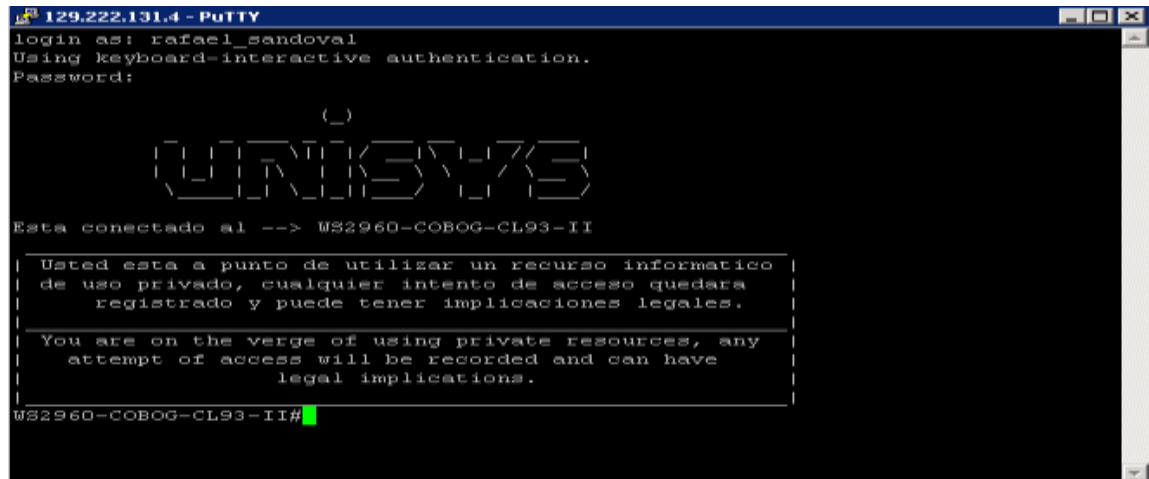 129.222.131.4 - PuTTY
login as: rafael_sandoval
Using keyboard-interactive authentication.
Password:
UNISYS
Esta conectado al --> WS2960-COBOG-CL93-II
Usted esta a punto de utilizar un recurso informatico
de uso privado, cualquier intento de acceso quedara
registrado y puede tener implicaciones legales.
You are on the verge of using private resources, any
attempt of access will be recorded and can have
legal implications.
WS2960-COBOG-CL93-II#